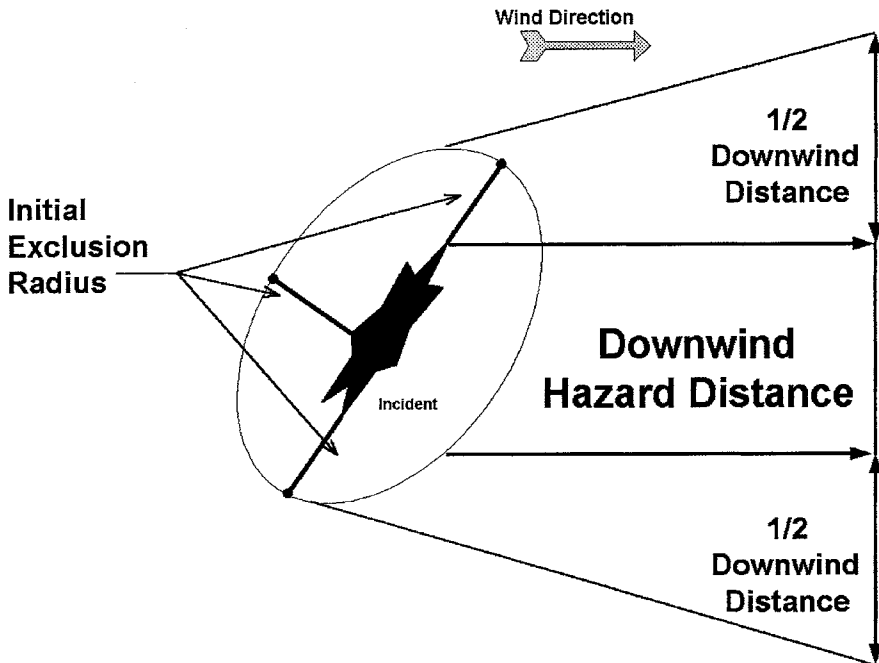 Wind Direction
1/2
Downwind
Distance
Initial
Exclusion
Radius
Downwind
Hazard Distance
Incident
1/2
Downwind
Distance